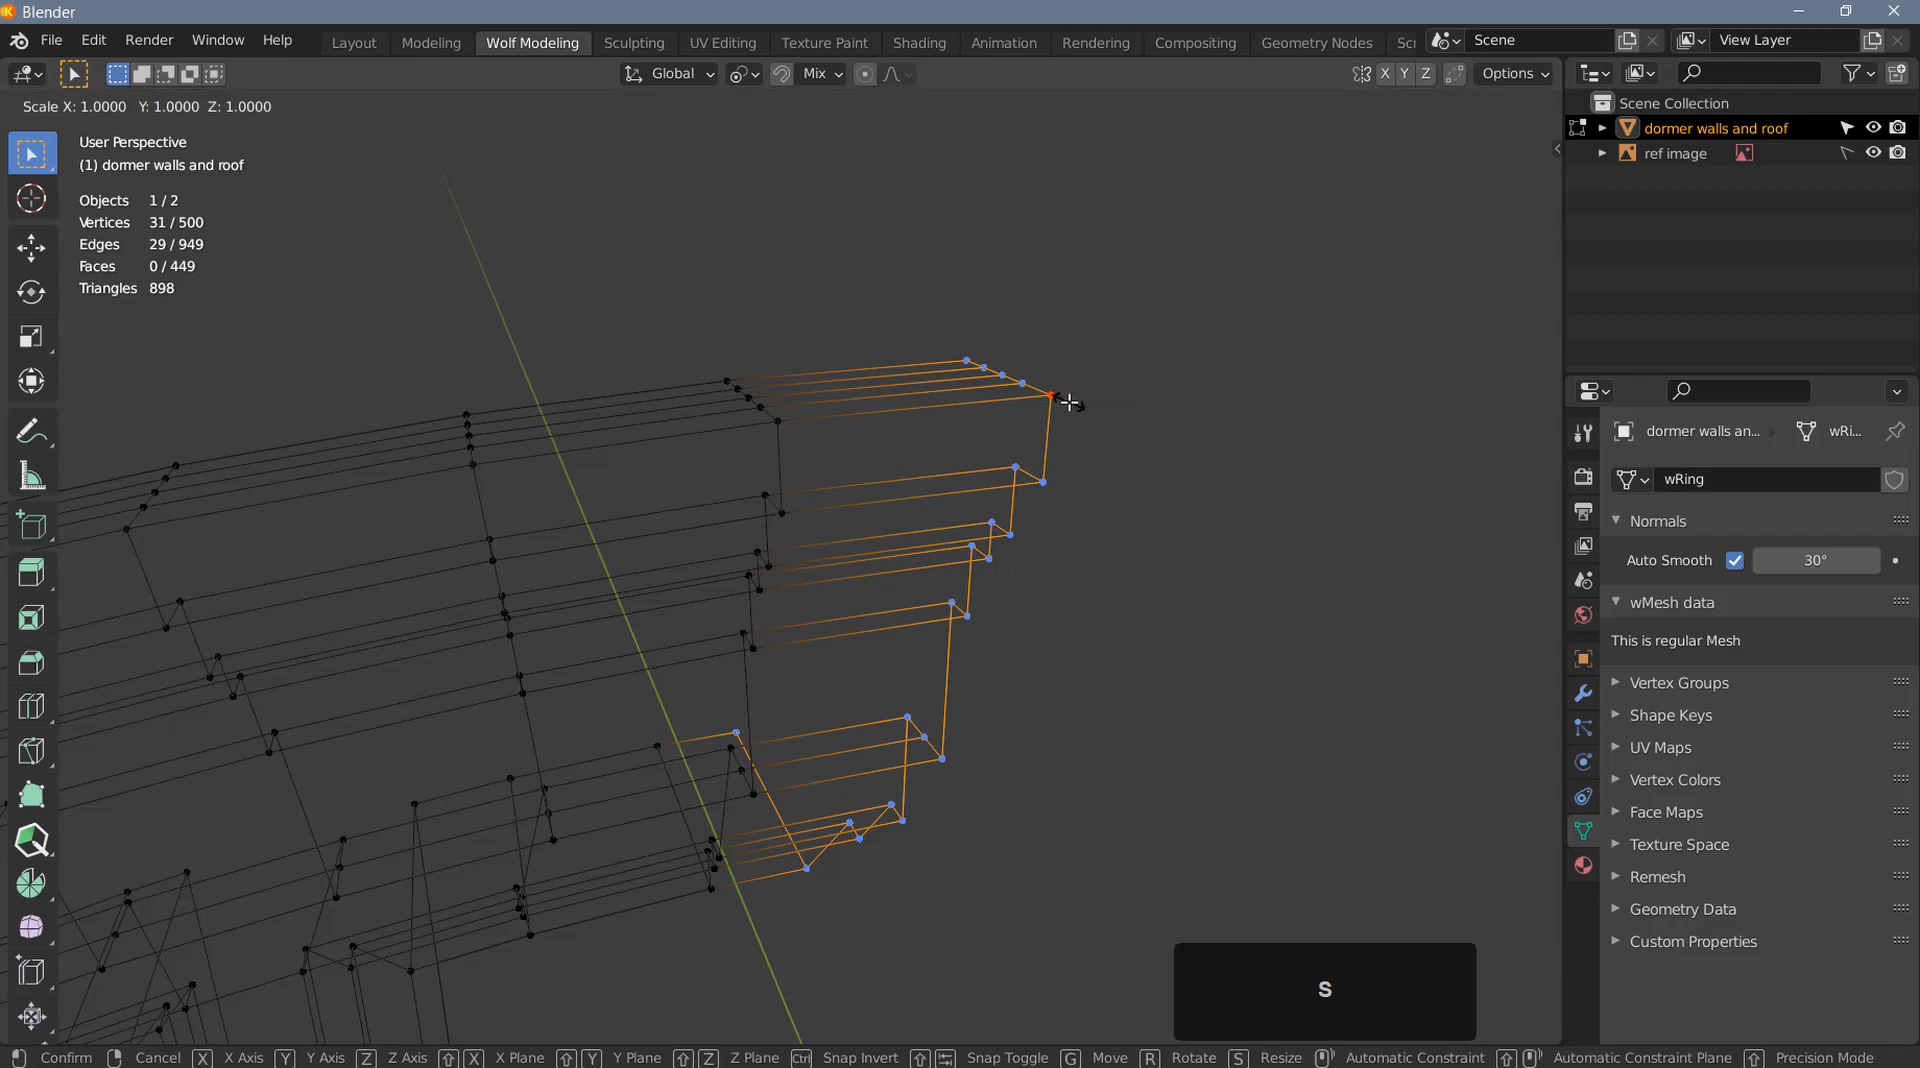 Blender
File Edit Render Window Help Layout Modeling Wolf Modeling Sculpting UV Editing Texture Paint Shading Animation Rendering Compositing Geometry Nodes Sc Scene View Layer
Global Mix X Y Z Options
Scale X: 1.0000 Y: 1.0000 Z: 1.0000
User Perspective
(1) dormer walls and roof
Objects 1 / 2
Vertices 31 / 500
Edges 29 / 949
Faces 0 / 449
Triangles 898
Scene Collection
dormer walls and roof
ref image
dormer walls an... wRi...
wRing
Normals
Auto Smooth 30°
wMesh data
This is regular Mesh
Vertex Groups
Shape Keys
UV Maps
Vertex Colors
Face Maps
Texture Space
Remesh
Geometry Data
Custom Properties
S
Confirm Cancel X X Axis Y Y Axis Z Z Axis X X Plane Y Y Plane Z Z Plane Ctrl Snap Invert Snap Toggle G Move R Rotate S Resize Automatic Constraint Automatic Constraint Plane Precision Mode